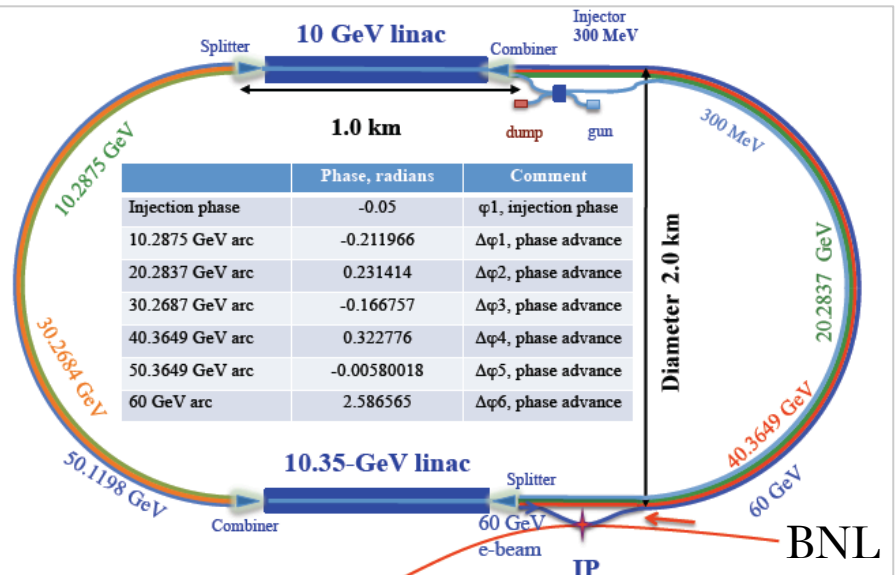 Injector
300 MeV
Splitter
10 GeV linac
Combiner
1.0 km
dump
gun
300 MeV
10.2875 GeV
Phase, radians Comment
Injection phase -0.05 φ1, injection phase
10.2875 GeV arc -0.211966 Δφ1, phase advance
20.2837 GeV arc 0.231414 Δφ2, phase advance
30.2687 GeV arc -0.166757 Δφ3, phase advance
40.3649 GeV arc 0.322776 Δφ4, phase advance
50.3649 GeV arc -0.00580018 Δφ5, phase advance
60 GeV arc 2.586565 Δφ6, phase advance
Diameter 2.0 km
20.2837 GeV
30.2684 GeV
40.3649 GeV
50.1198 GeV
60 GeV
10.35-GeV linac
Splitter
Combiner
60 GeV
e-beam
IP
BNL